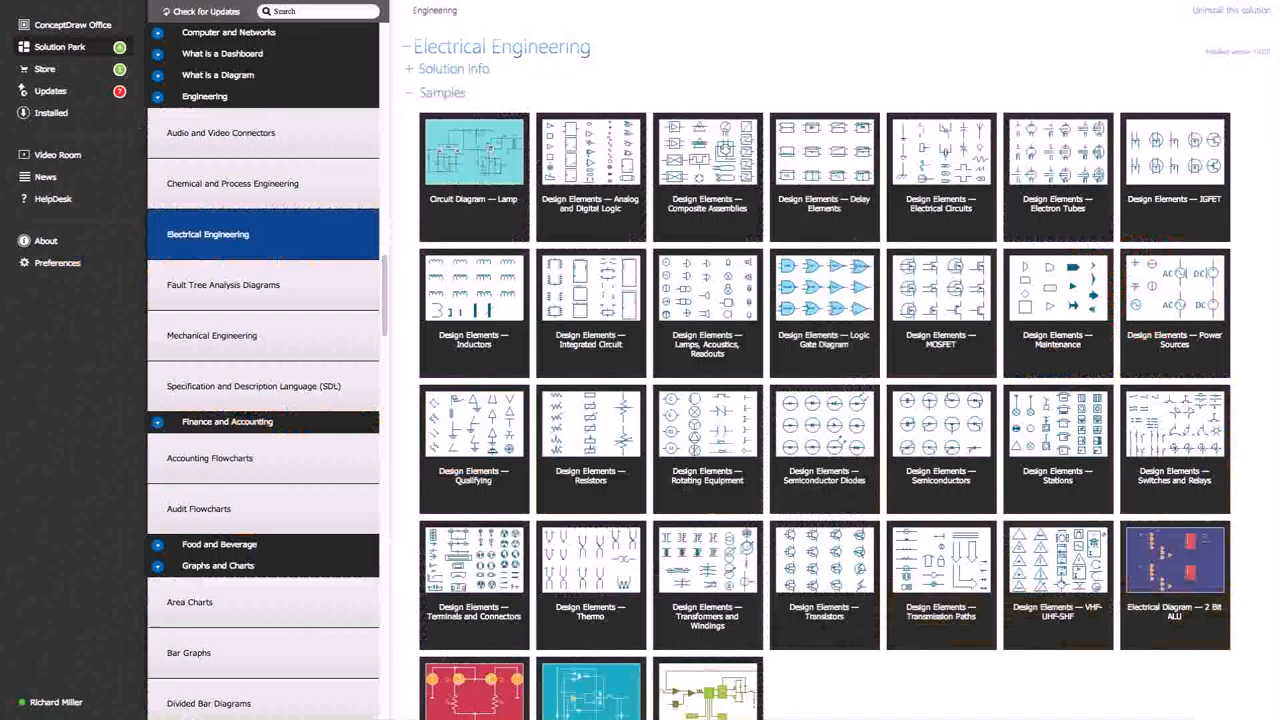 ConceptDraw Office
Solution Park
Store
Updates
?
Installed
Video Room
News
HelpDesk
About
Preferences
Richard Miller
Check for Updates
Search
Computer and Networks
What is a Dashboard
What is a Diagram
Engineering
Audio and Video Connectors
Chemical and Process Engineering
Electrical Engineering
Fault Tree Analysis Diagrams
Mechanical Engineering
Specification and Description Language (SDL)
Finance and Accounting
Accounting Flowcharts
Audit Flowcharts
Food and Beverage
Graphs and Charts
Area Charts
Bar Graphs
Divided Bar Diagrams
Engineering
Uninstall this solution
Electrical Engineering
Solution info
Samples
Circuit Diagram — Lamp
Design Elements — Analog
and Digital Logic
Design Elements —
Composite Assemblies
Design Elements — Delay
Elements
Design Elements —
Electrical Circuits
Design Elements —
Electron Tubes
Design Elements — IGFET
Design Elements —
Inductors
Design Elements —
Integrated Circuit
Design Elements —
Lamps, Acoustics,
Readouts
Design Elements — Logic
Gate Diagram
Design Elements —
MOSFET
Design Elements —
Maintenance
AC DC
AC AC
Design Elements — Power
Sources
Design Elements —
Qualifying
Design Elements —
Resistors
Design Elements —
Rotating Equipment
Design Elements —
Semiconductor Diodes
Design Elements —
Semiconductors
Design Elements —
Stations
Design Elements —
Switches and Relays
Design Elements —
Terminals and Connectors
Design Elements —
Thermo
Design Elements —
Transformers and
Windings
Design Elements —
Transistors
Design Elements —
Transmission Paths
Design Elements — VHF-
UHF-SHF
Electrical Diagram — 2 Bit
ALU